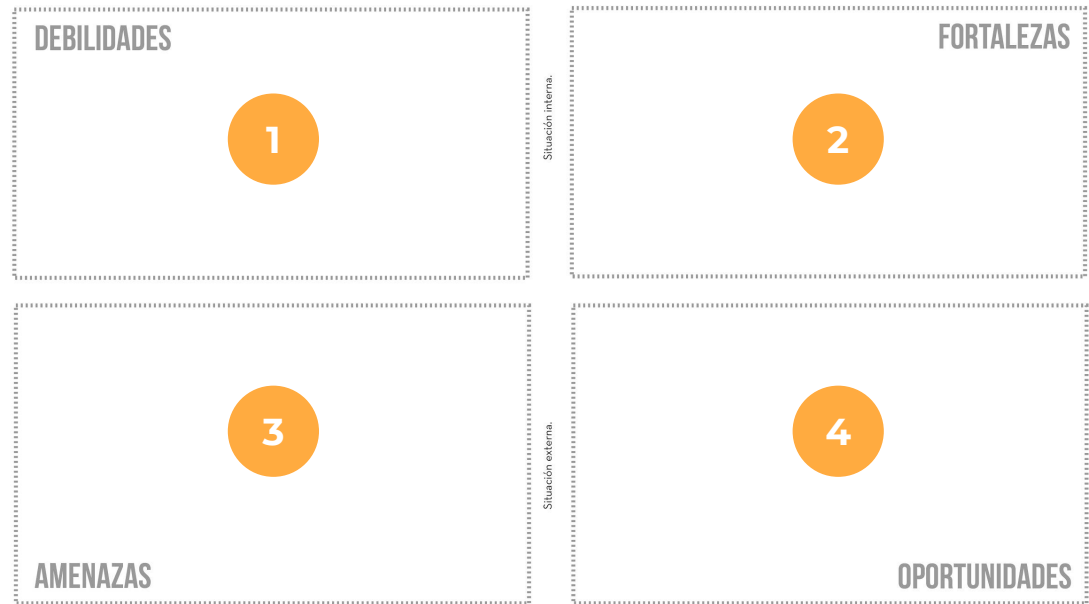 DEBILIDADES
1
Situación interna.
FORTALEZAS
2
3
AMENAZAS
Situación externa.
4
OPORTUNIDADES